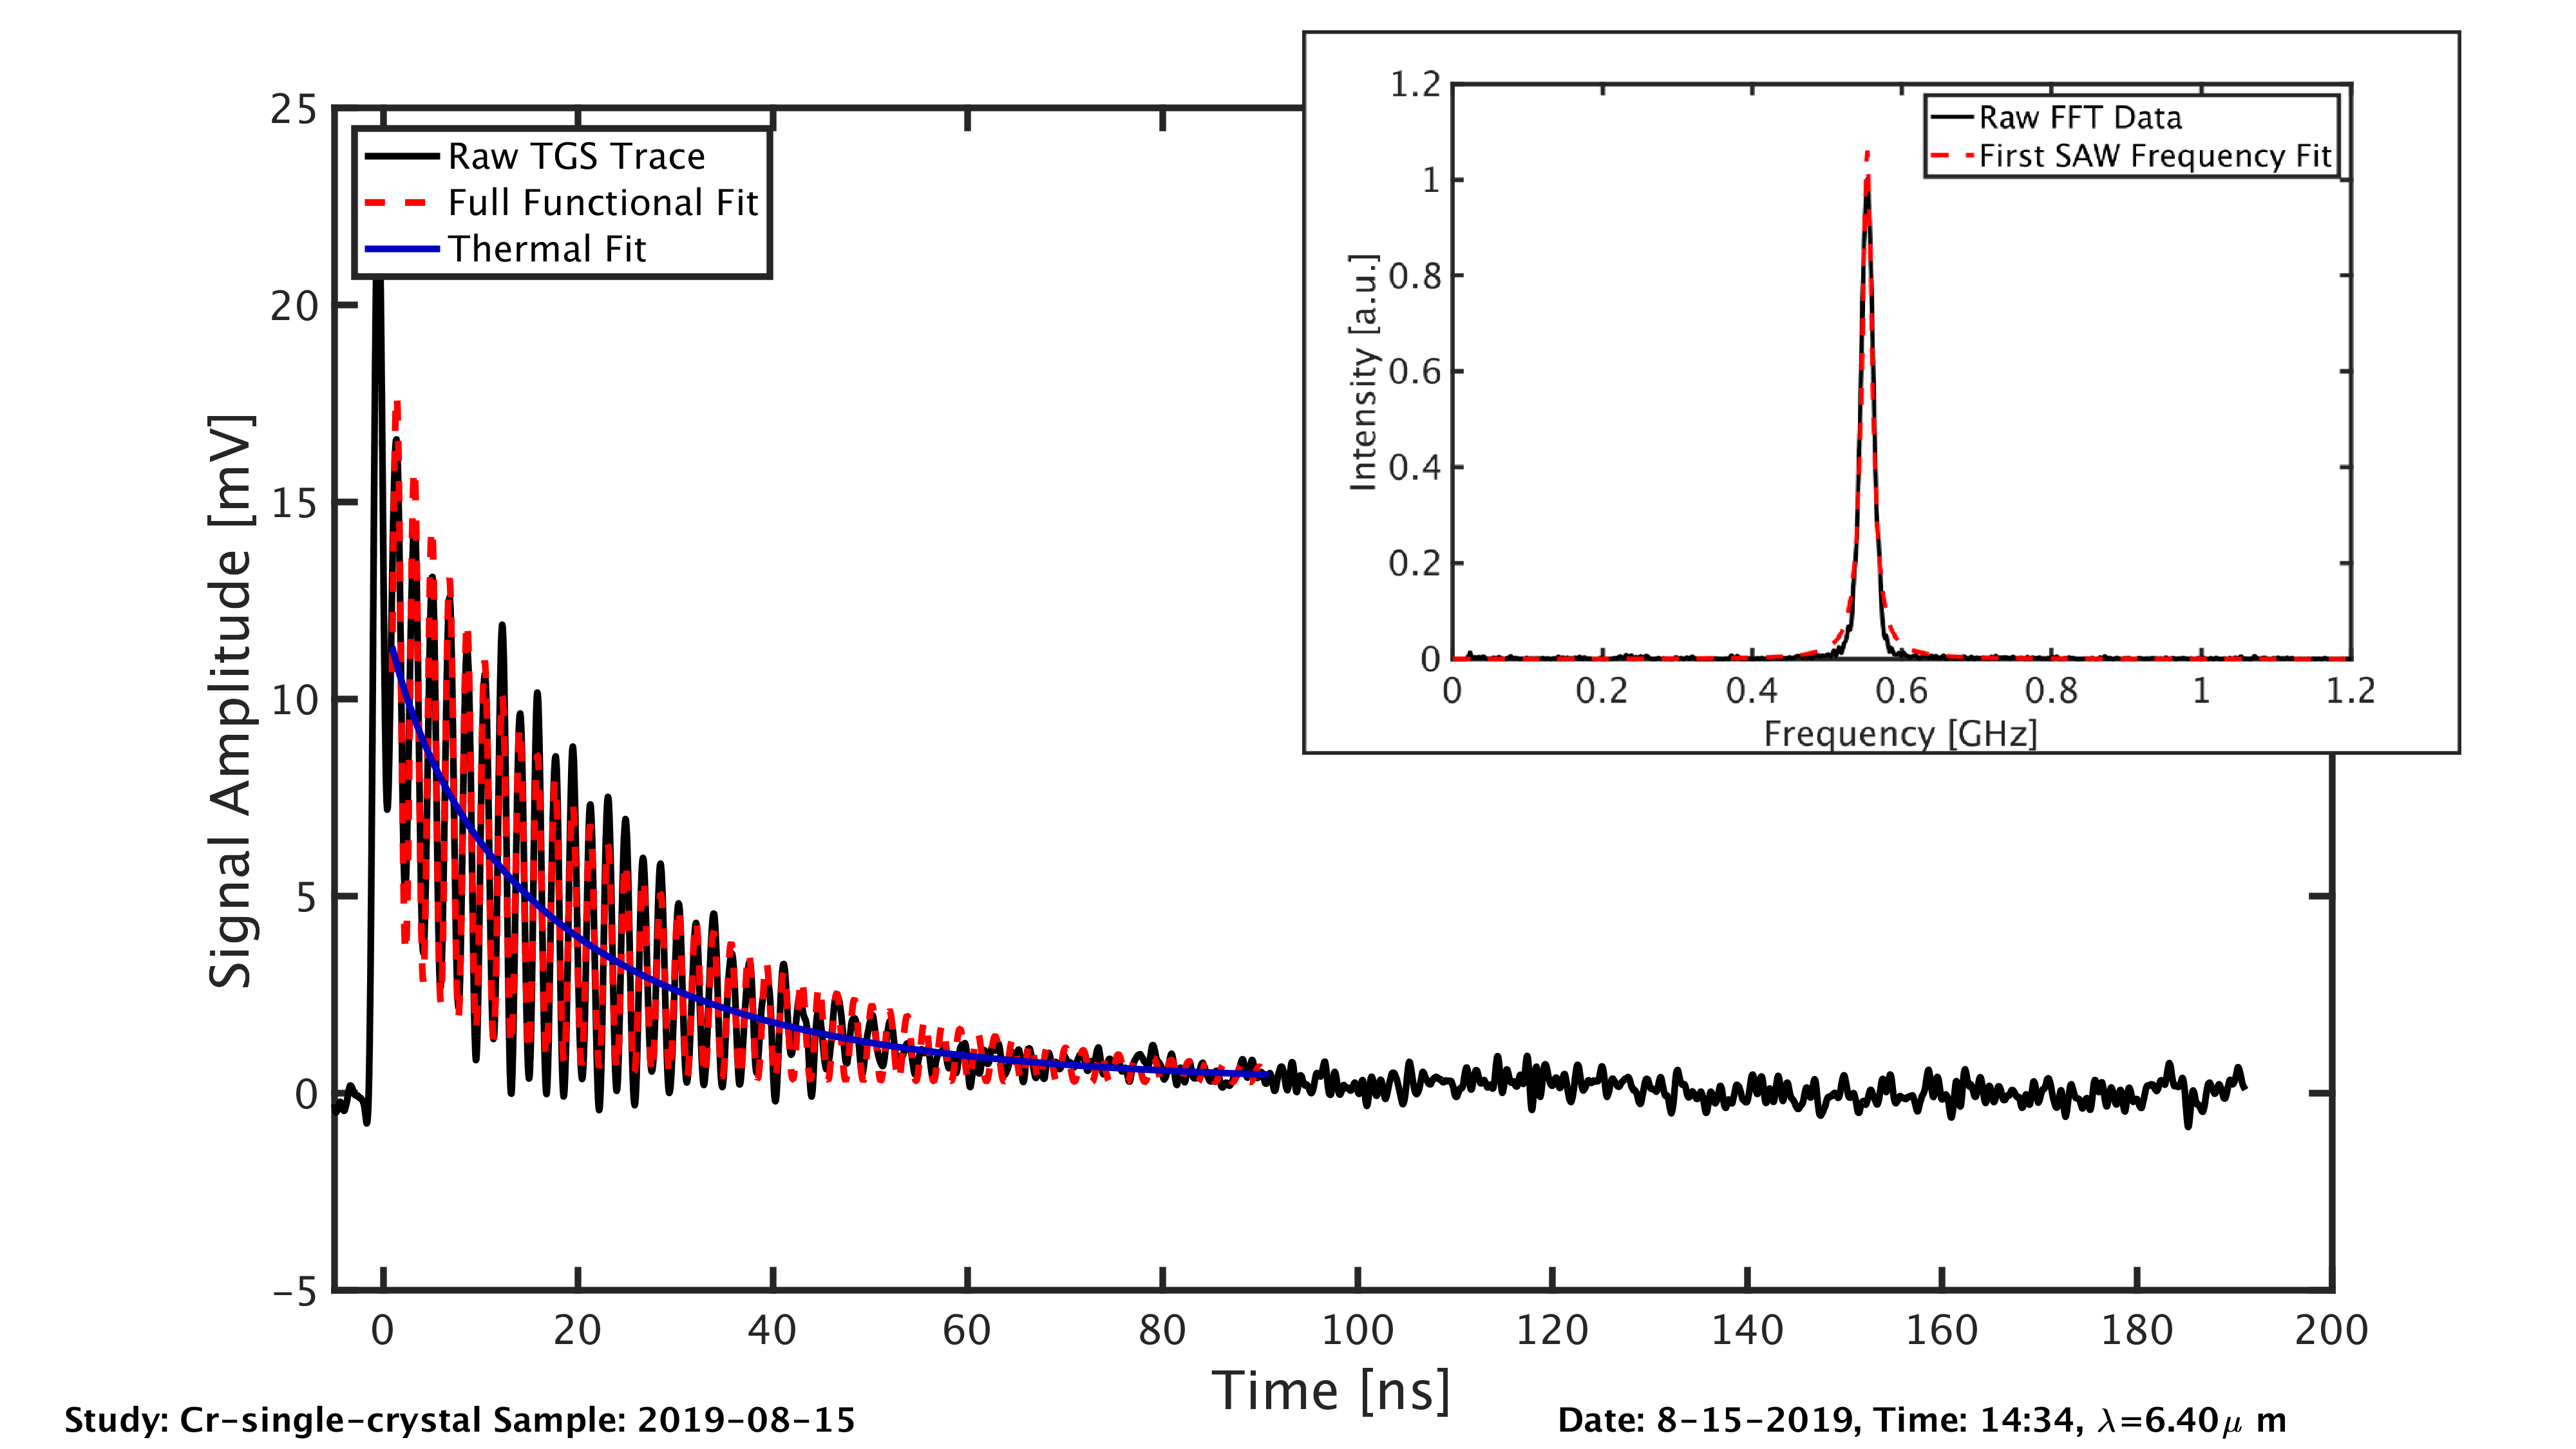 1.2
1
0.8
0.6
0.4
0.2
0
Intensity [a.u.]
Raw FFT Data
First SAW Frequency Fit
0 0.2 0.4 0.6 0.8 1 1.2
Frequency [GHz]
25
20
15
10
5
0
-5
Signal Amplitude [mV]
Raw TGS Trace
Full Functional Fit
Thermal Fit
0 20 40 60 80 100 120 140 160 180 200
Time [ns]
Study: Cr-single-crystal Sample: 2019-08-15
Date: 8-15-2019, Time: 14:34, λ=6.40μ m